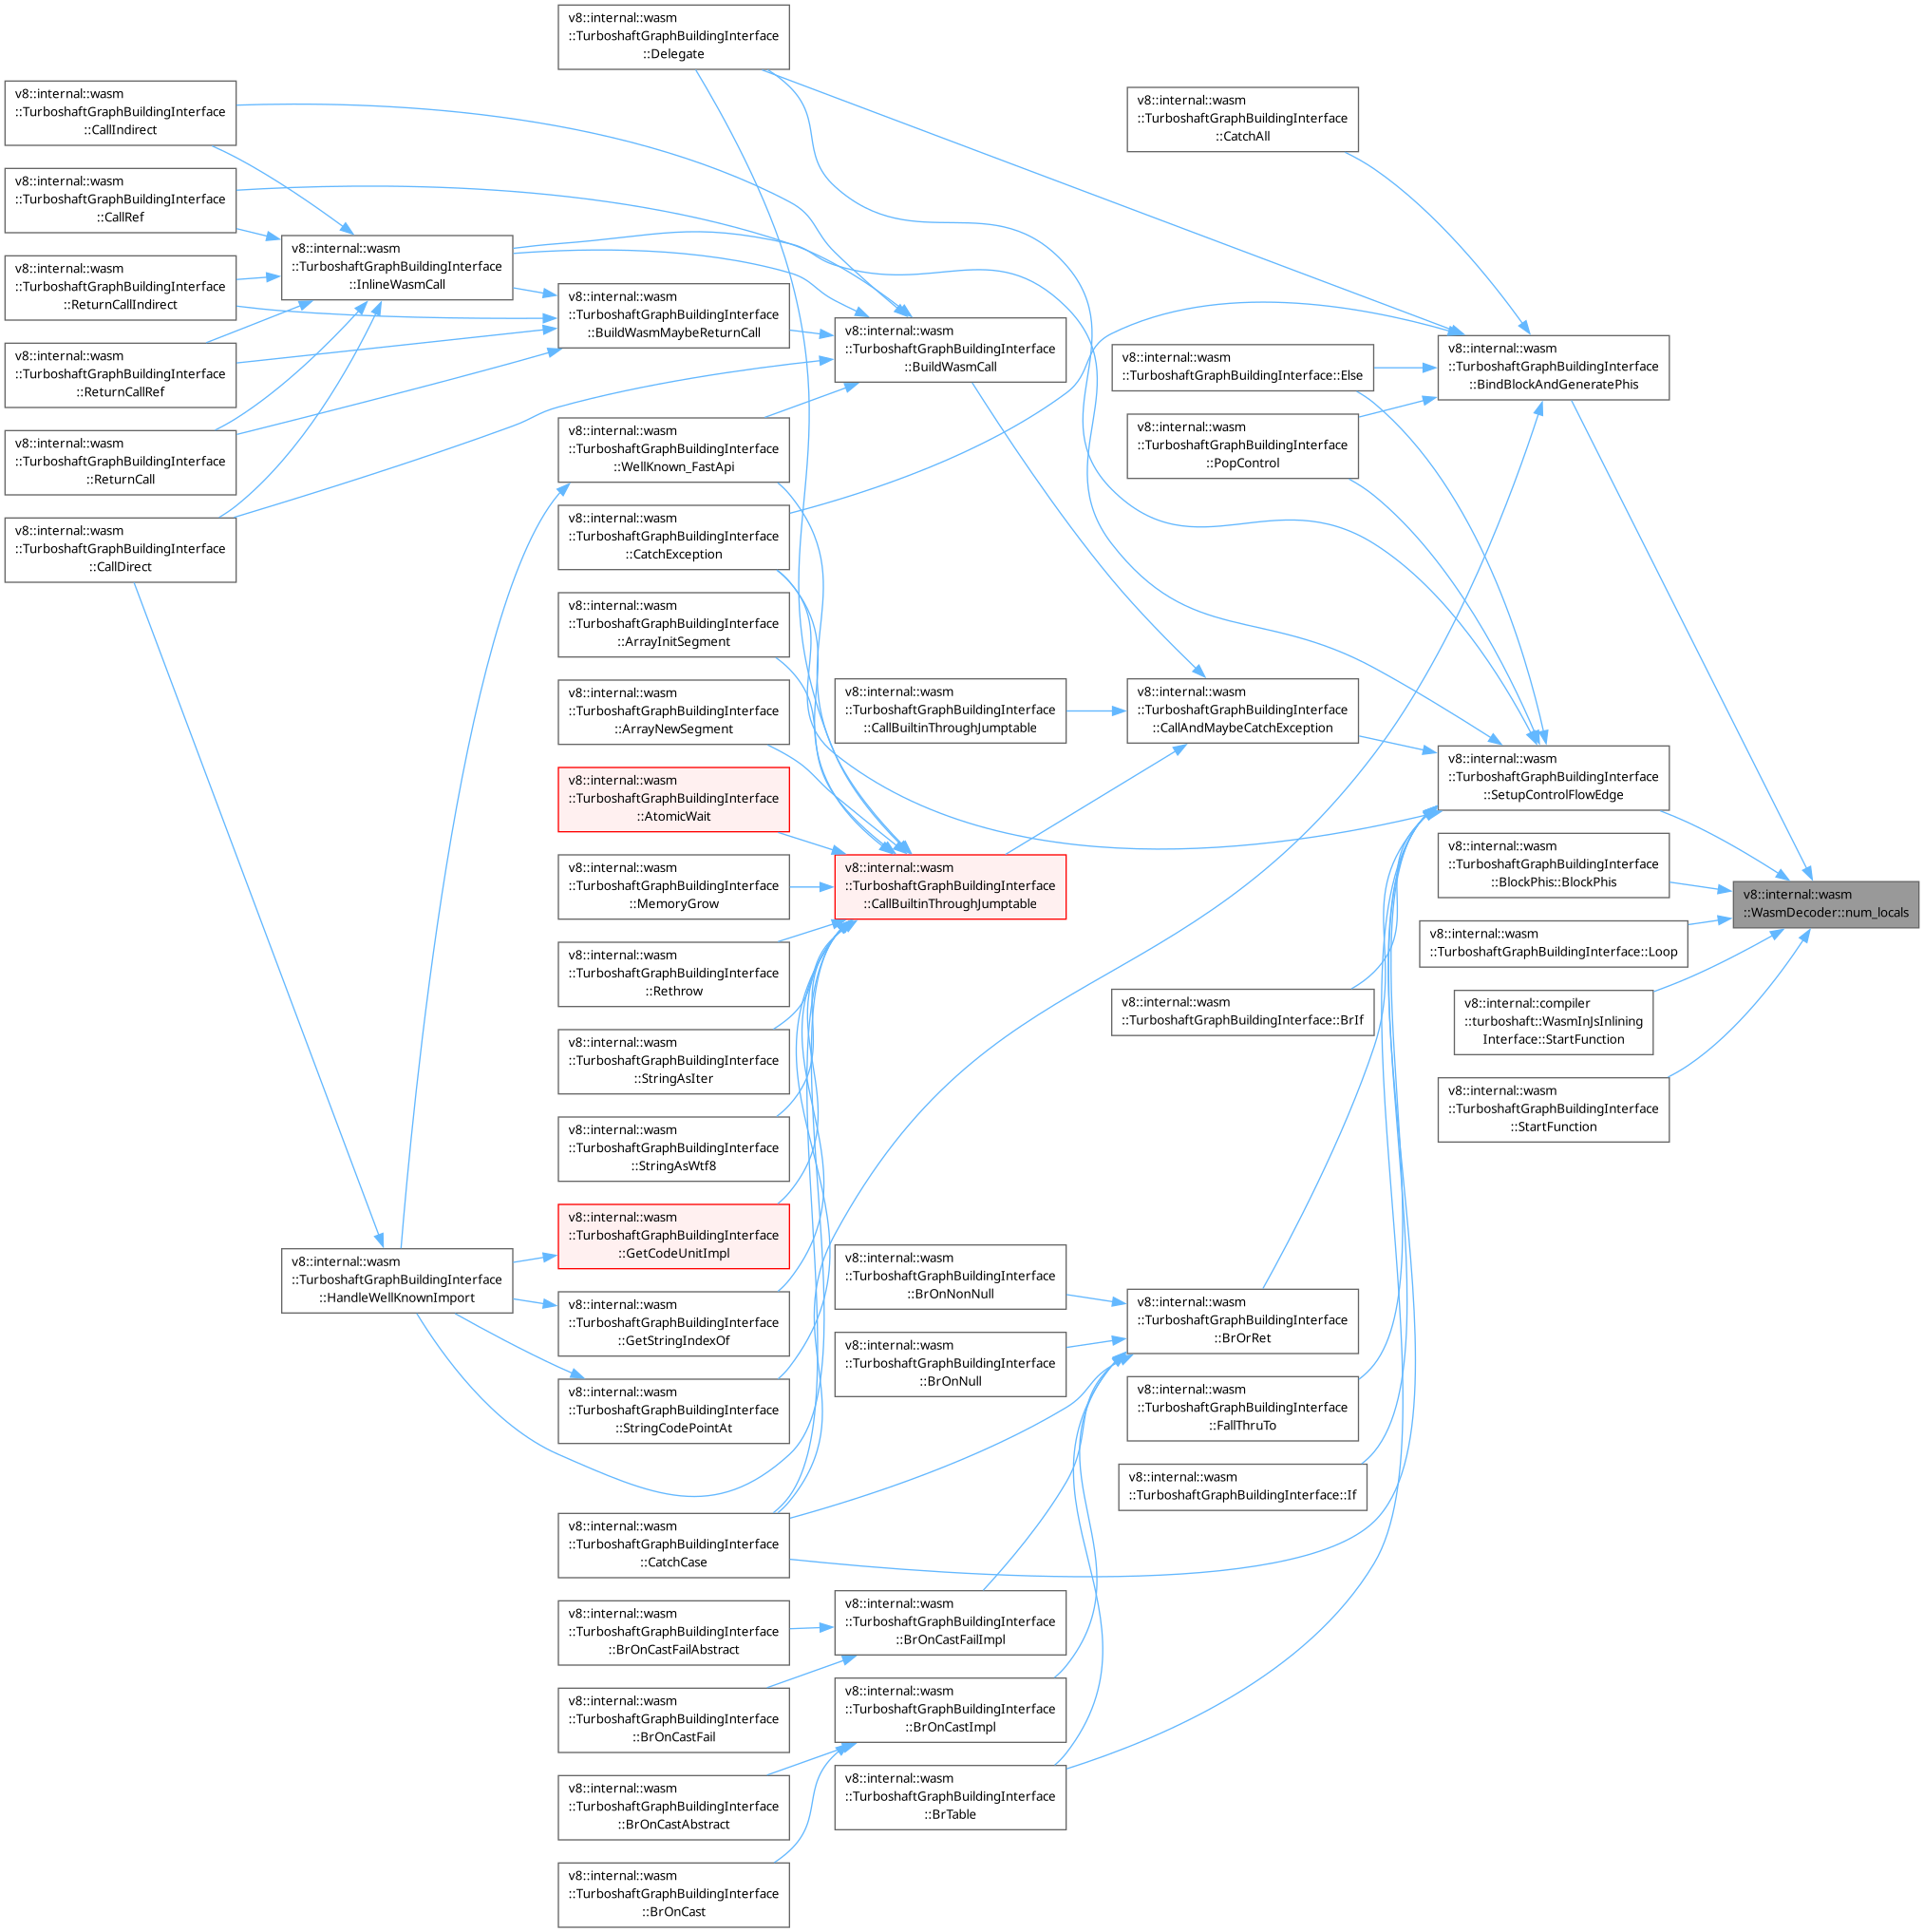 v8::internal::wasm
::TurboshaftGraphBuildingInterface
::Delegate
v8::internal::wasm
::TurboshaftGraphBuildingInterface
::CallIndirect
v8::internal::wasm
::TurboshaftGraphBuildingInterface
::CatchAll
v8::internal::wasm
::TurboshaftGraphBuildingInterface
::CallRef
v8::internal::wasm
::TurboshaftGraphBuildingInterface
::InlineWasmCall
v8::internal::wasm
::TurboshaftGraphBuildingInterface
::ReturnCallIndirect
v8::internal::wasm
::TurboshaftGraphBuildingInterface
::BuildWasmMaybeReturnCall
v8::internal::wasm
::TurboshaftGraphBuildingInterface
::BuildWasmCall
v8::internal::wasm
::TurboshaftGraphBuildingInterface::Else
v8::internal::wasm
::TurboshaftGraphBuildingInterface
::BindBlockAndGeneratePhis
v8::internal::wasm
::TurboshaftGraphBuildingInterface
::ReturnCallRef
v8::internal::wasm
::TurboshaftGraphBuildingInterface
::PopControl
v8::internal::wasm
::TurboshaftGraphBuildingInterface
::WellKnown_FastApi
v8::internal::wasm
::TurboshaftGraphBuildingInterface
::ReturnCall
v8::internal::wasm
::TurboshaftGraphBuildingInterface
::CatchException
v8::internal::wasm
::TurboshaftGraphBuildingInterface
::CallDirect
v8::internal::wasm
::TurboshaftGraphBuildingInterface
::ArrayInitSegment
v8::internal::wasm
::TurboshaftGraphBuildingInterface
::ArrayNewSegment
v8::internal::wasm
::TurboshaftGraphBuildingInterface
::CallBuiltinThroughJumptable
v8::internal::wasm
::TurboshaftGraphBuildingInterface
::CallAndMaybeCatchException
v8::internal::wasm
::TurboshaftGraphBuildingInterface
::SetupControlFlowEdge
v8::internal::wasm
::TurboshaftGraphBuildingInterface
::AtomicWait
v8::internal::wasm
::TurboshaftGraphBuildingInterface
::BlockPhis::BlockPhis
v8::internal::wasm
::TurboshaftGraphBuildingInterface
::MemoryGrow
v8::internal::wasm
::TurboshaftGraphBuildingInterface
::CallBuiltinThroughJumptable
v8::internal::wasm
::WasmDecoder::num_locals
v8::internal::wasm
::TurboshaftGraphBuildingInterface::Loop
v8::internal::wasm
::TurboshaftGraphBuildingInterface
::Rethrow
v8::internal::wasm
::TurboshaftGraphBuildingInterface::BrIf
v8::internal::compiler
::turboshaft::WasmInJsInlining
Interface::StartFunction
v8::internal::wasm
::TurboshaftGraphBuildingInterface
::StringAsIter
v8::internal::wasm
::TurboshaftGraphBuildingInterface
::StartFunction
v8::internal::wasm
::TurboshaftGraphBuildingInterface
::StringAsWtf8
v8::internal::wasm
::TurboshaftGraphBuildingInterface
::GetCodeUnitImpl
v8::internal::wasm
::TurboshaftGraphBuildingInterface
::HandleWellKnownImport
v8::internal::wasm
::TurboshaftGraphBuildingInterface
::BrOnNonNull
v8::internal::wasm
::TurboshaftGraphBuildingInterface
::GetStringIndexOf
v8::internal::wasm
::TurboshaftGraphBuildingInterface
::BrOrRet
v8::internal::wasm
::TurboshaftGraphBuildingInterface
::BrOnNull
v8::internal::wasm
::TurboshaftGraphBuildingInterface
::StringCodePointAt
v8::internal::wasm
::TurboshaftGraphBuildingInterface
::FallThruTo
v8::internal::wasm
::TurboshaftGraphBuildingInterface::If
v8::internal::wasm
::TurboshaftGraphBuildingInterface
::CatchCase
v8::internal::wasm
::TurboshaftGraphBuildingInterface
::BrOnCastFailAbstract
v8::internal::wasm
::TurboshaftGraphBuildingInterface
::BrOnCastFailImpl
v8::internal::wasm
::TurboshaftGraphBuildingInterface
::BrOnCastFail
v8::internal::wasm
::TurboshaftGraphBuildingInterface
::BrOnCastImpl
v8::internal::wasm
::TurboshaftGraphBuildingInterface
::BrOnCastAbstract
v8::internal::wasm
::TurboshaftGraphBuildingInterface
::BrTable
v8::internal::wasm
::TurboshaftGraphBuildingInterface
::BrOnCast